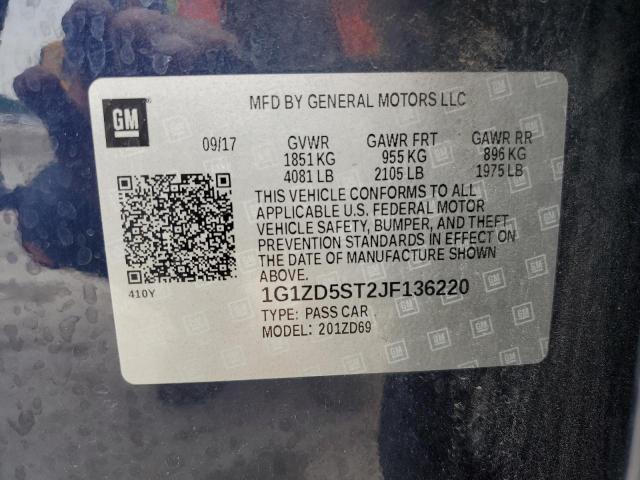 GM
MFD BY GENERAL MOTORS LLC
09/17 GVWR GAWR FRT GAWR RR
1851 KG 955 KG 896 KG
4081 LB 2105 LB 1975 LB
THIS VEHICLE CONFORMS TO ALL
APPLICABLE U.S. FEDERAL MOTOR
VEHICLE SAFETY, BUMPER, AND THEFT
PREVENTION STANDARDS IN EFFECT ON
THE DATE OF MANUFACTURE SHOWN
ABOVE.
410Y
1G1ZD5ST2JF136220
TYPE: PASS CAR
MODEL: 201ZD69